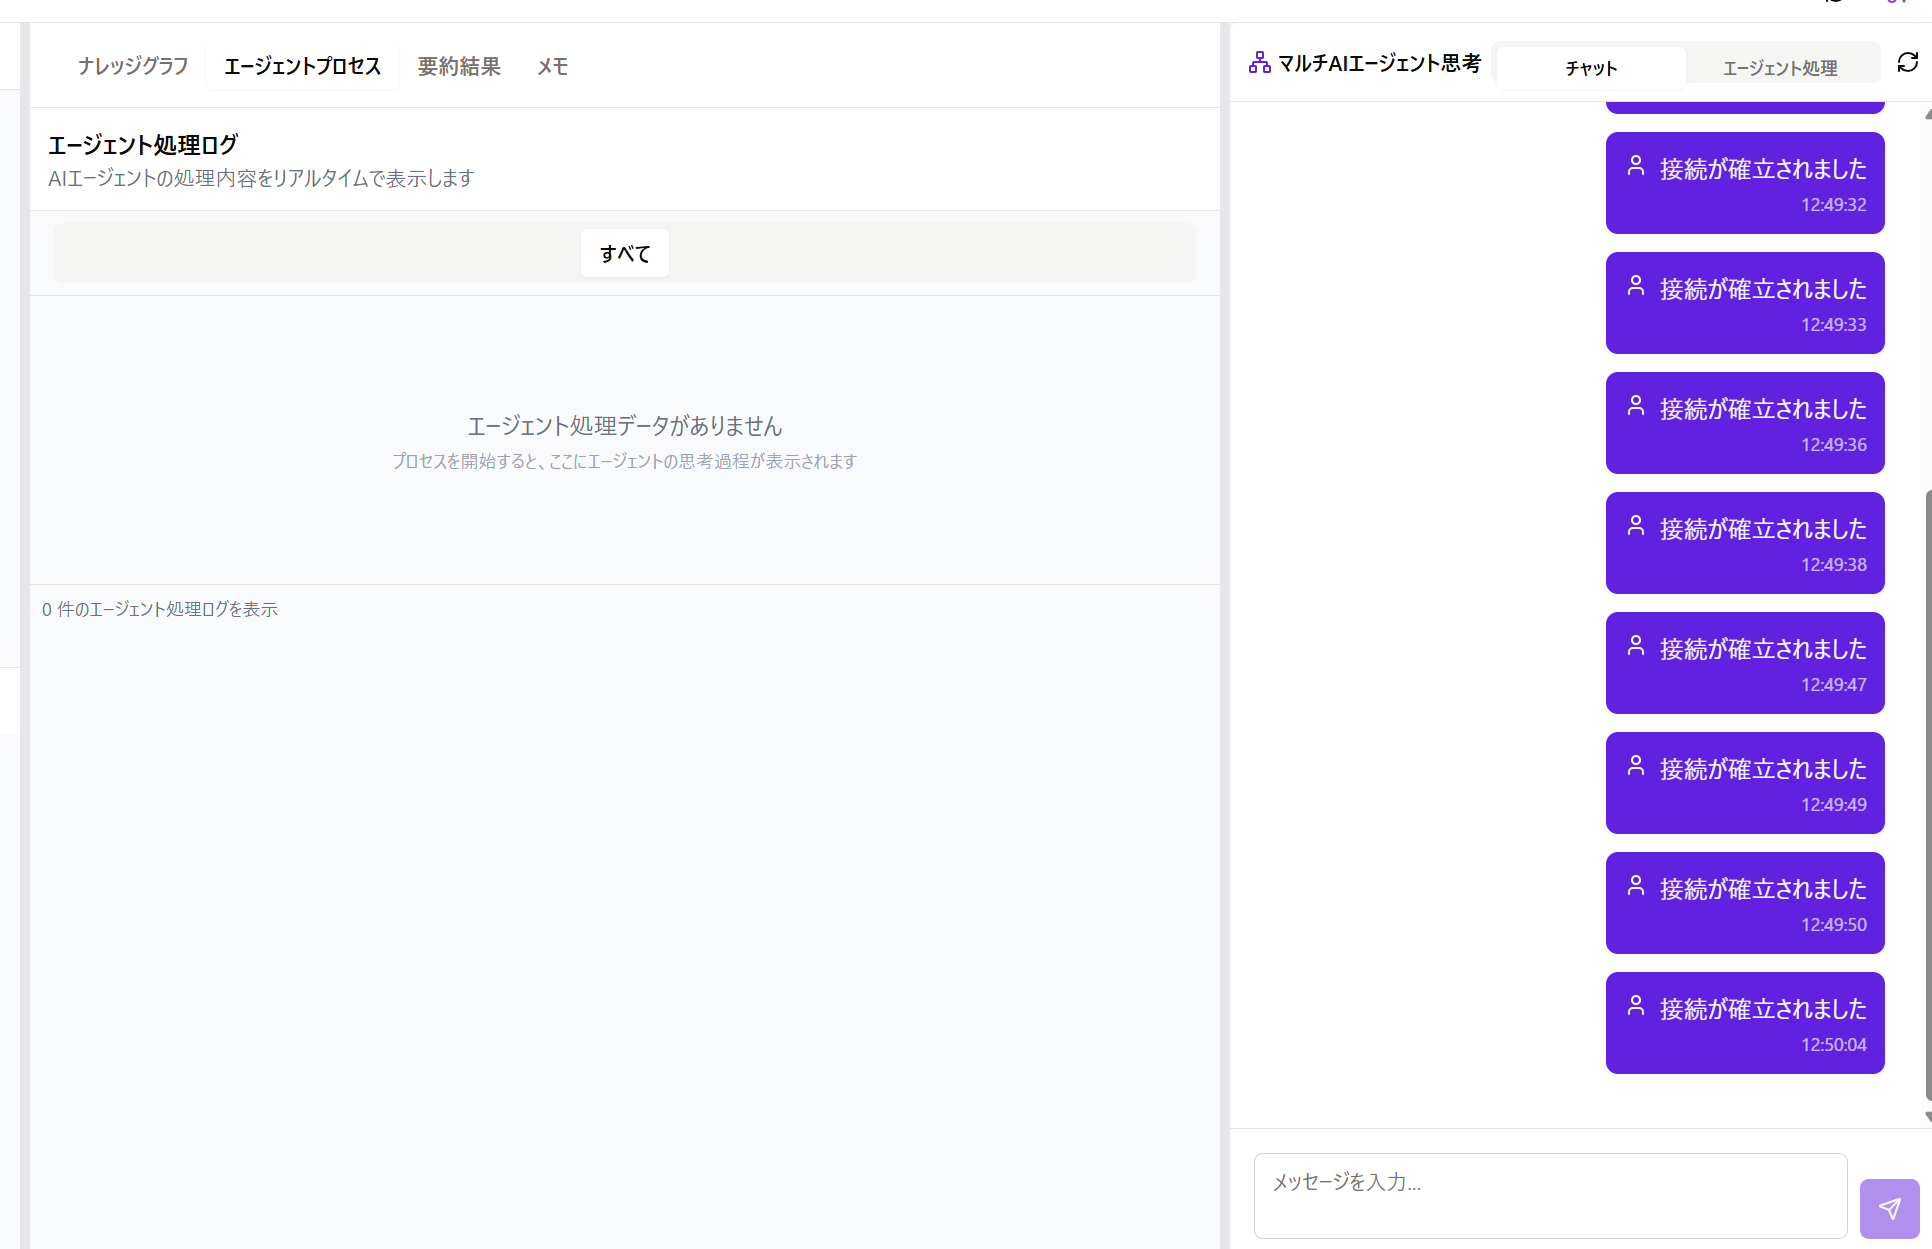 ナレッジグラフ
エージェントプロセス
要約結果
メモ
エージェント処理ログ
AIエージェントの処理内容をリアルタイムで表示します
すべて
エージェント処理データがありません
プロセスを開始すると、ここにエージェントの思考過程が表示されます
0 件のエージェント処理ログを表示
マルチAIエージェント思考
チャット
エージェント処理
接続が確立されました
12:49:32
接続が確立されました
12:49:33
接続が確立されました
12:49:36
接続が確立されました
12:49:38
接続が確立されました
12:49:47
接続が確立されました
12:49:49
接続が確立されました
12:49:50
接続が確立されました
12:50:04
メッセージを入力...